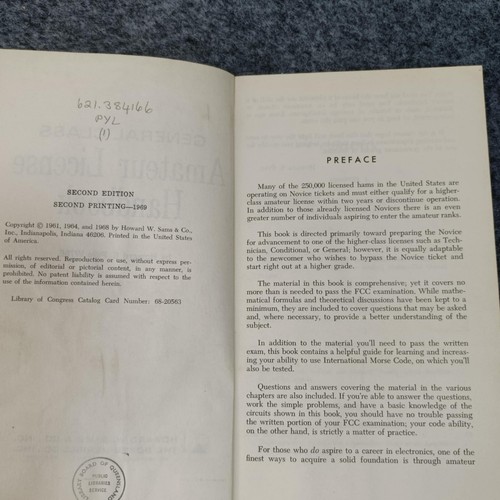 621.384166
PYL
(1)
GENERAL CLASS
Amateur License
SECOND EDITION
SECOND PRINTING—1969
Copyright © 1961, 1964, and 1968 by Howard W. Sams & Co.,
Inc., Indianapolis, Indiana 46206. Printed in the United States
of America.
All rights reserved. Reproduction or use, without express per-
mission, of editorial or pictorial content, in any manner, is
prohibited. No patent liability is assumed with respect to the
use of the information contained herein.
Library of Congress Catalog Card Number: 68-20561
LIBRARY BOARD OF QUEENSLAND
PUBLIC
LIBRARIES
SERVICE
PREFACE
Many of the 250,000 licensed hams in the United States are
operating on Novice tickets and must either qualify for a higher-
class amateur license within two years or discontinue operation.
In addition to those already licensed Novices there is an even
greater number of individuals aspiring to enter the amateur ranks.
This book is directed primarily toward preparing the Novice
for advancement to one of the higher-class licenses such as Tech-
nician, Conditional, or General; however, it is equally adaptable
to the newcomer who wishes to bypass the Novice ticket and
start right out at a higher grade.
The material in this book is comprehensive; yet it covers no
more than is needed to pass the FCC examination. While mathe-
matical formulas and theoretical discussions have been kept to a
minimum, they are included to cover questions that may be asked
and, where necessary, to provide a better understanding of the
subject.
In addition to the material you'll need to pass the written
exam, this book contains a helpful guide for learning and increas-
ing your ability to use International Morse Code, on which you'll
also be tested.
Questions and answers covering the material in the various
chapters are also included. If you're able to answer the questions,
work the simple problems, and have a basic knowledge of the
circuits shown in this book, you should have no trouble passing
the written portion of your FCC examination; your code ability,
on the other hand, is strictly a matter of practice.
For those who do aspire to a career in electronics, one of the
finest ways to acquire a solid foundation is through amateur